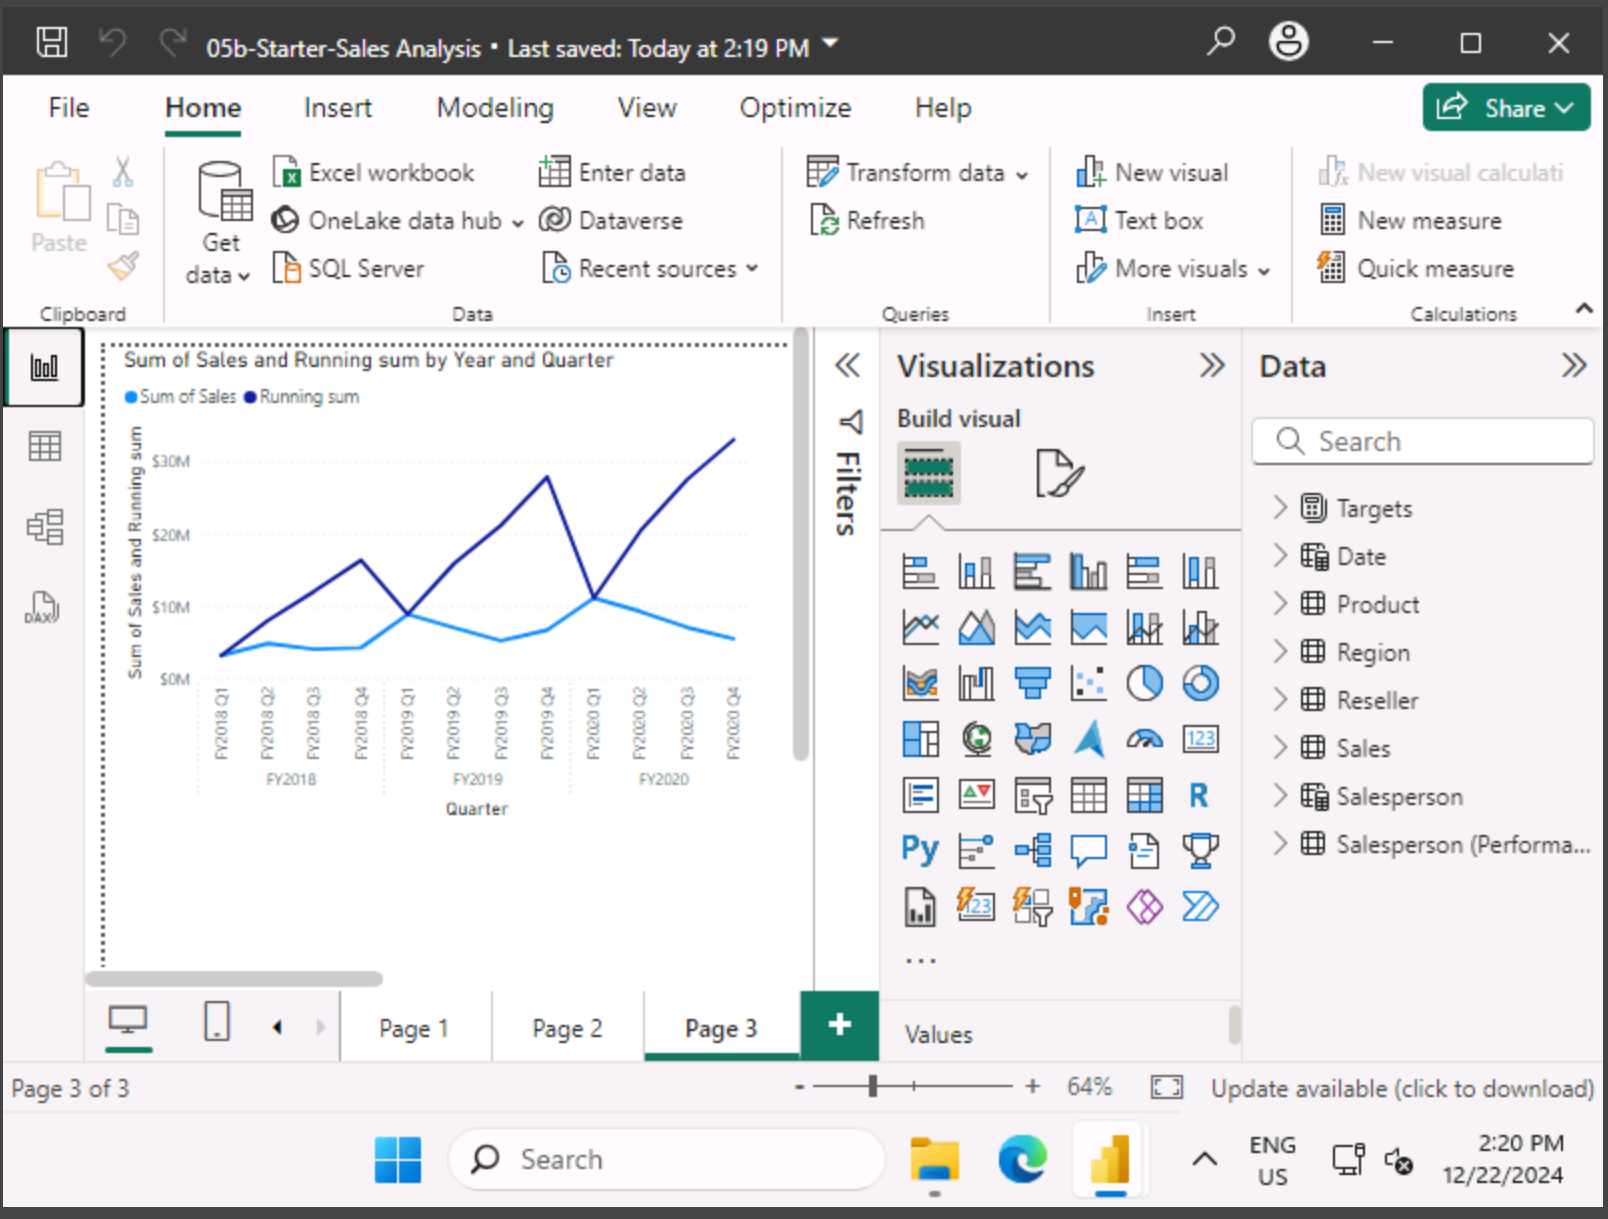 05b-Starter-Sales Analysis • Last saved: Today at 2:19 PM
File Home Insert Modeling View Optimize Help Share
Paste
Clipboard
Get data
Excel workbook
OneLake data hub
SQL Server
Enter data
Dataverse
Recent sources
Data
Transform data
Refresh
Queries
New visual
Text box
More visuals
Insert
New visual calculati
New measure
Quick measure
Calculations
DAX
Sum of Sales and Running sum by Year and Quarter
Sum of Sales Running sum
Sum of Sales and Running sum
$30M
$20M
$10M
$0M
FY2018 Q1 FY2018 Q2 FY2018 Q3 FY2018 Q4 FY2019 Q1 FY2019 Q2 FY2019 Q3 FY2019 Q4 FY2020 Q1 FY2020 Q2 FY2020 Q3 FY2020 Q4
FY2018 FY2019 FY2020
Quarter
Filters
Visualizations
Build visual
123
R
Py
123
...
Values
Data
Search
Targets
Date
Product
Region
Reseller
Sales
Salesperson
Salesperson (Performa...
Page 1 Page 2 Page 3 +
Page 3 of 3
- + 64% Update available (click to download)
Search
ENG
US
2:20 PM
12/22/2024